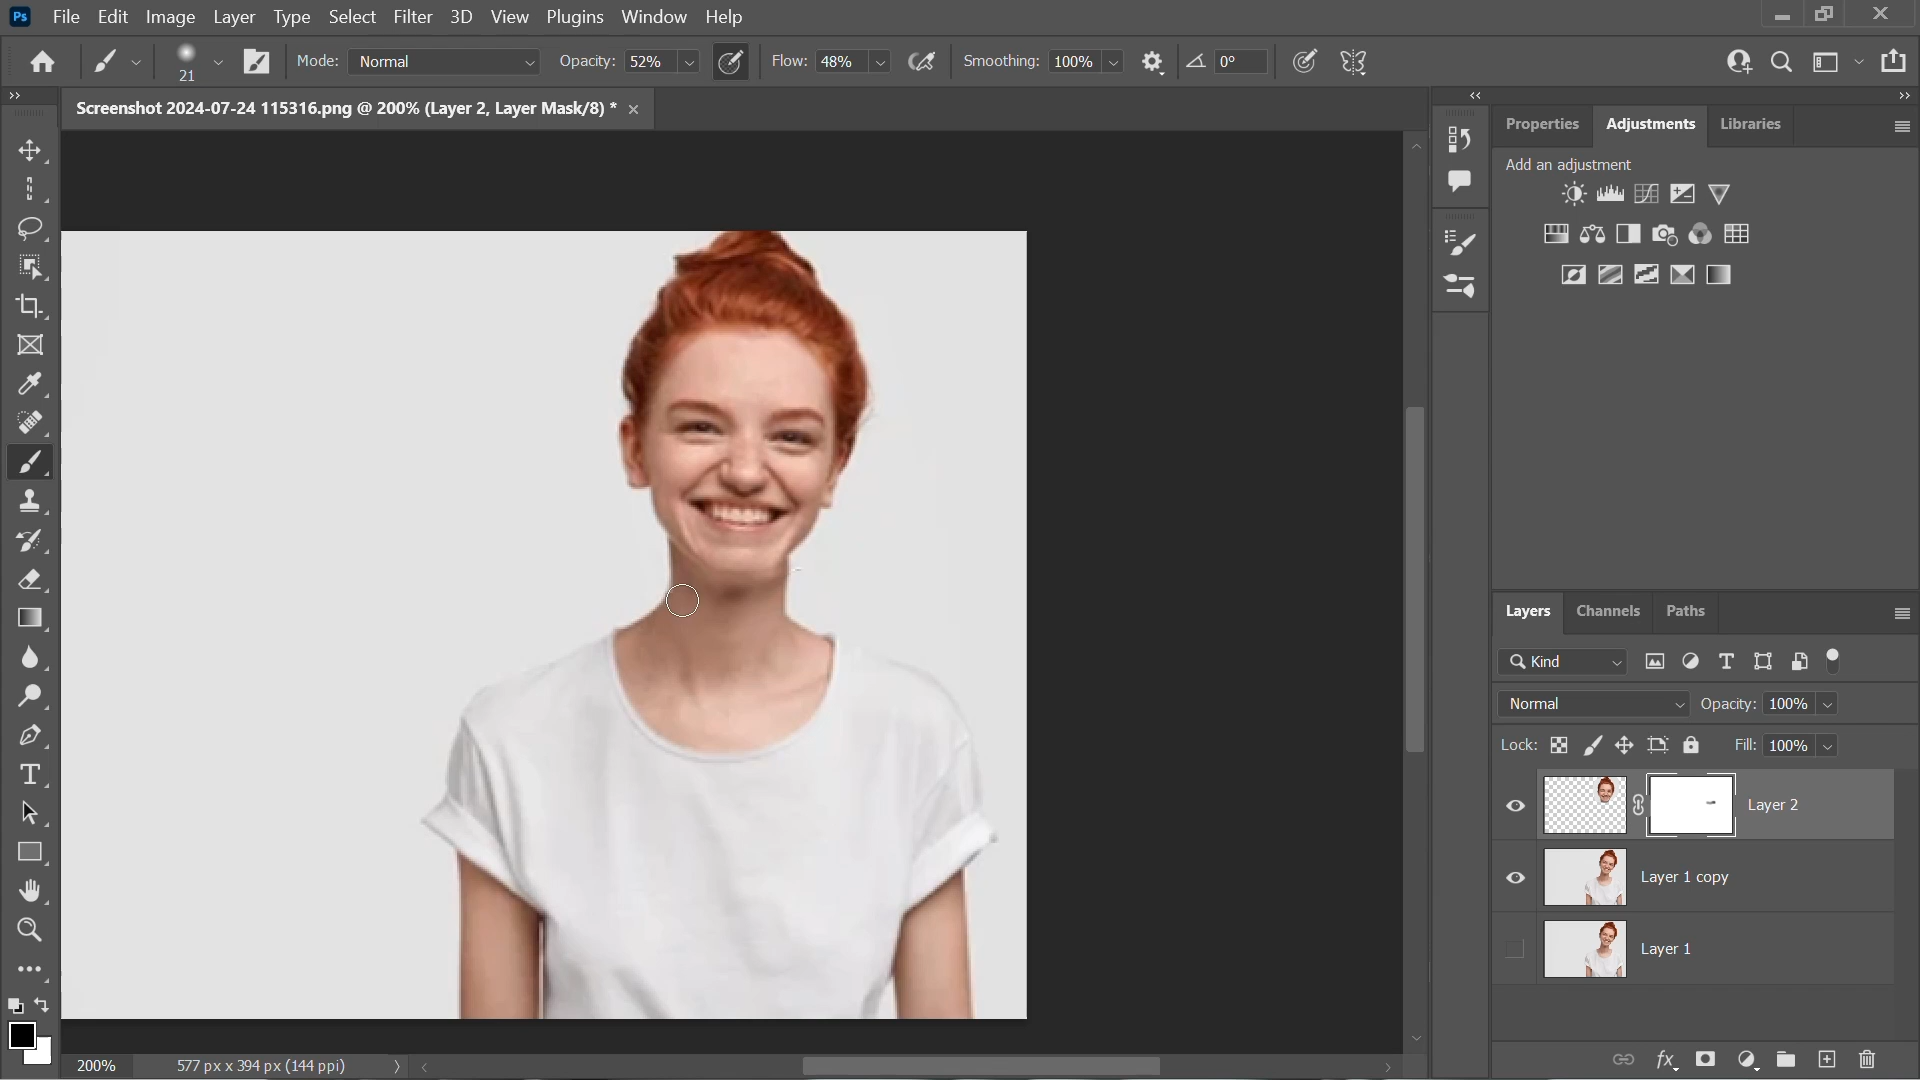 Ps File Edit Image Layer Type Select Filter 3D View Plugins Window Help
21 Mode: Normal Opacity: 52% Flow: 48% Smoothing: 100% 0°
Screenshot 2024-07-24 115316.png @ 200% (Layer 2, Layer Mask/8) *
Properties Adjustments Libraries
Add an adjustment
Layers Channels Paths
Kind
Normal Opacity: 100%
Lock: Fill: 100%
Layer 2
Layer 1 copy
Layer 1
200% 577 px x 394 px (144 ppi)
fx